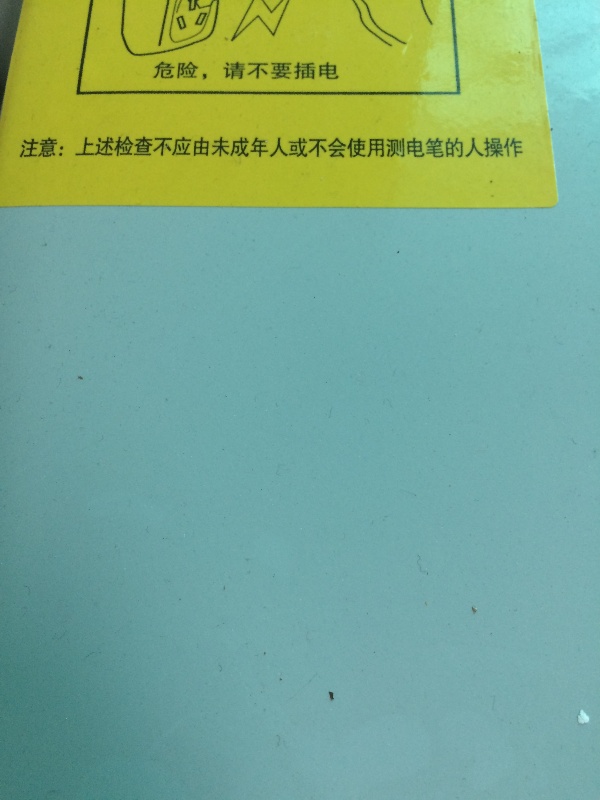 危险，请不要插电
注意：上述检查不应由未成年人或不会使用测电笔的人操作